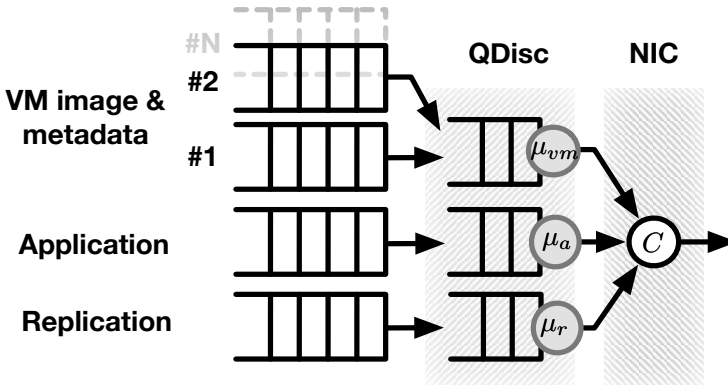 #N
QDisc
NIC
#2
VM image &
metadata
#1
μvm
Application
μa
C
Replication
μr